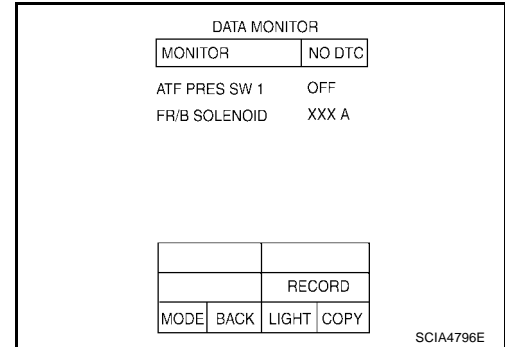 DATA MONITOR
MONITOR NO DTC
ATF PRES SW 1 OFF
FR/B SOLENOID XXX A
RECORD
MODE BACK LIGHT COPY
SCIA4796E